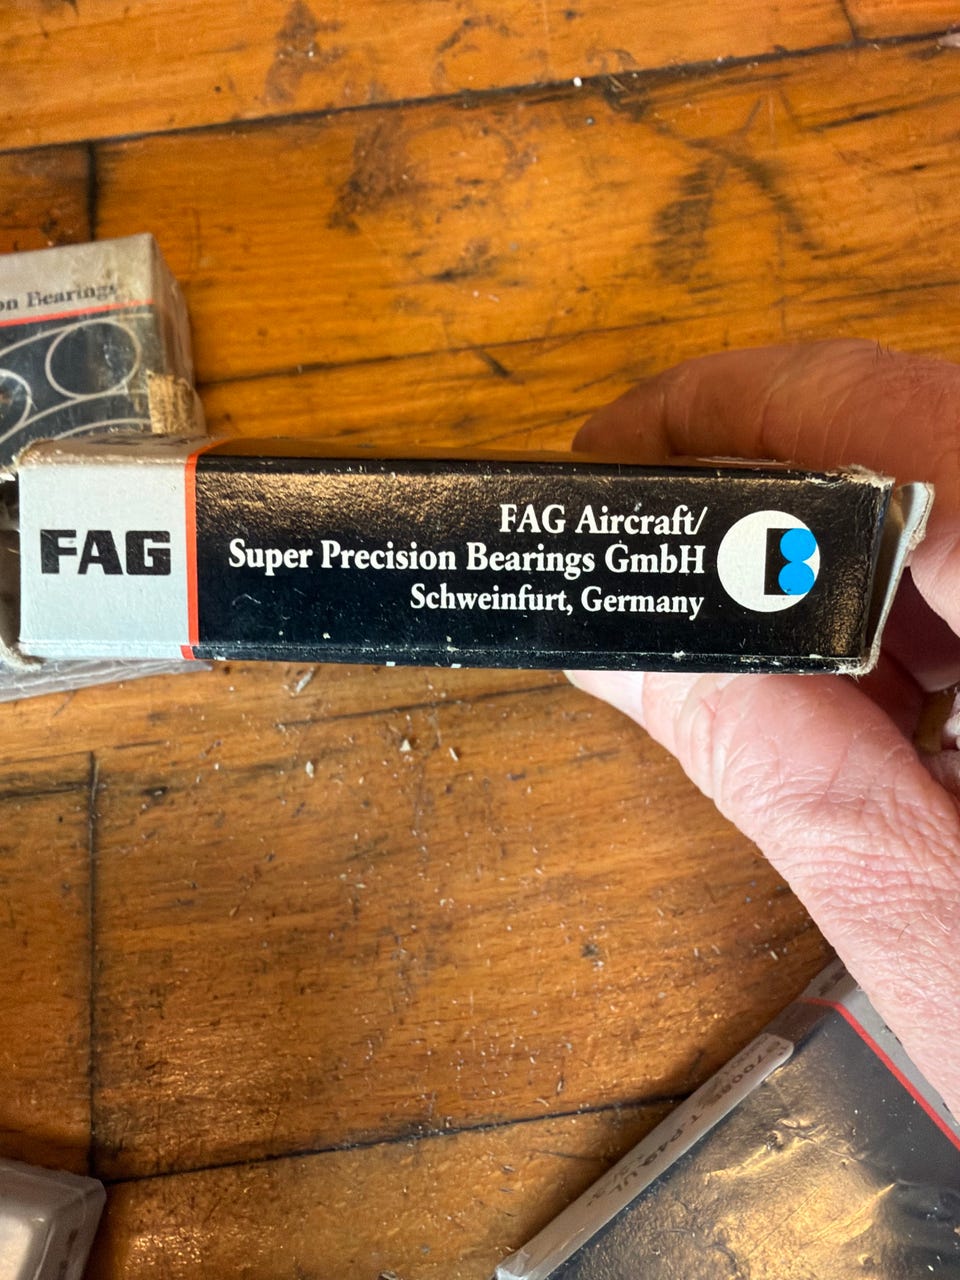 on Bearings
FAG
FAG Aircraft/
Super Precision Bearings GmbH
Schweinfurt, Germany